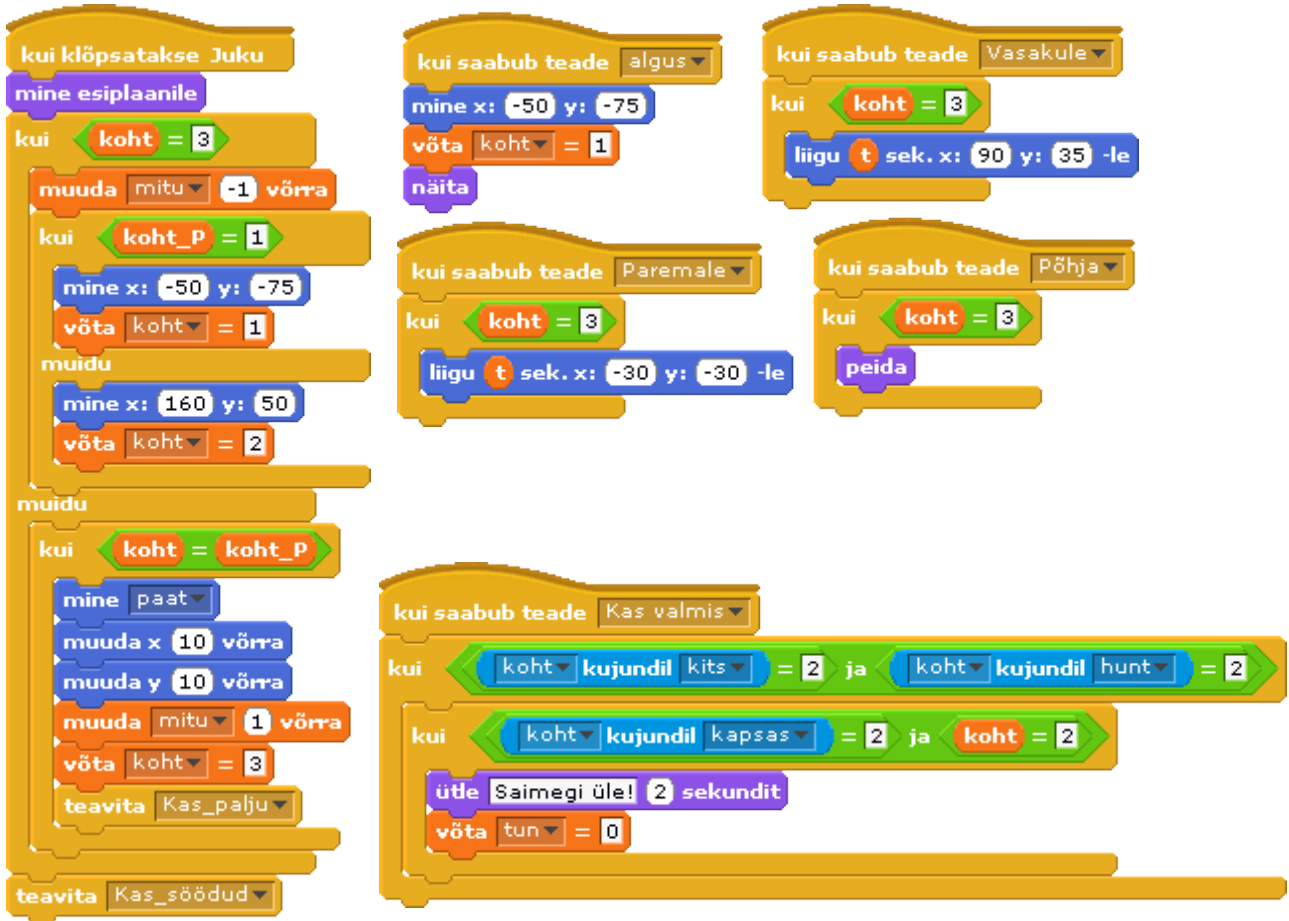 kui klõpsatakse Juku
mine esiplaanile
kui koht = 3
muuda mitu -1 võrra
kui koht_P = 1
mine x: -50 y: -75
võta koht = 1
muidu
mine x: 160 y: 50
võta koht = 2
muidu
kui koht = koht_P
mine paat
muuda x 10 võrra
muuda y 10 võrra
muuda mitu 1 võrra
võta koht = 3
teavita Kas_palju
teavita Kas_söödud
kui saabub teade algus
mine x: -50 y: -75
võta koht = 1
näita
kui saabub teade Vasakule
kui koht = 3
liigu t sek. x: 90 y: 35 -le
kui saabub teade Paremale
kui koht = 3
liigu t sek. x: -30 y: -30 -le
kui saabub teade Põhja
kui koht = 3
peida
kui saabub teade Kas valmis
kui koht kujundil kits = 2 ja koht kujundil hunt = 2
kui koht kujundil kapsas = 2 ja koht = 2
ütle Saimegi üle! 2 sekundit
võta tun = 0